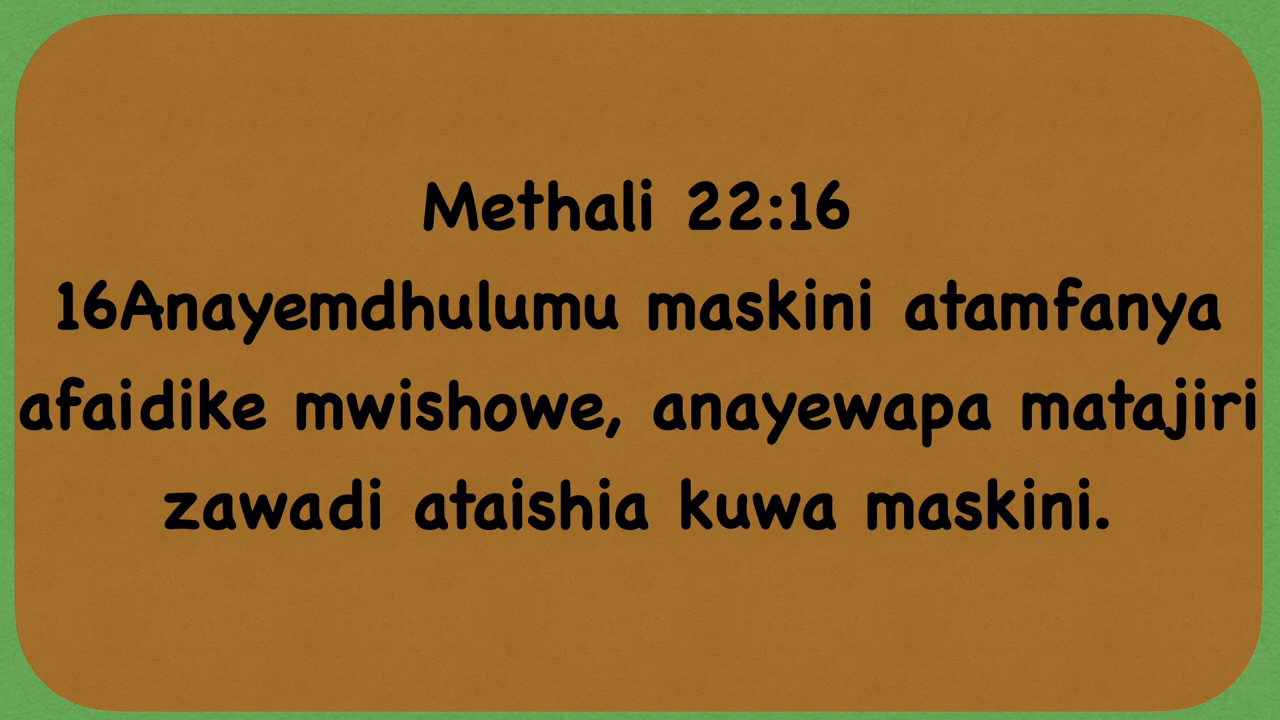 Methali 22:16
16Anayemdhulumu maskini atamfanya
afaidike mwishowe, anayewapa matajiri
zawadi ataishia kuwa maskini.